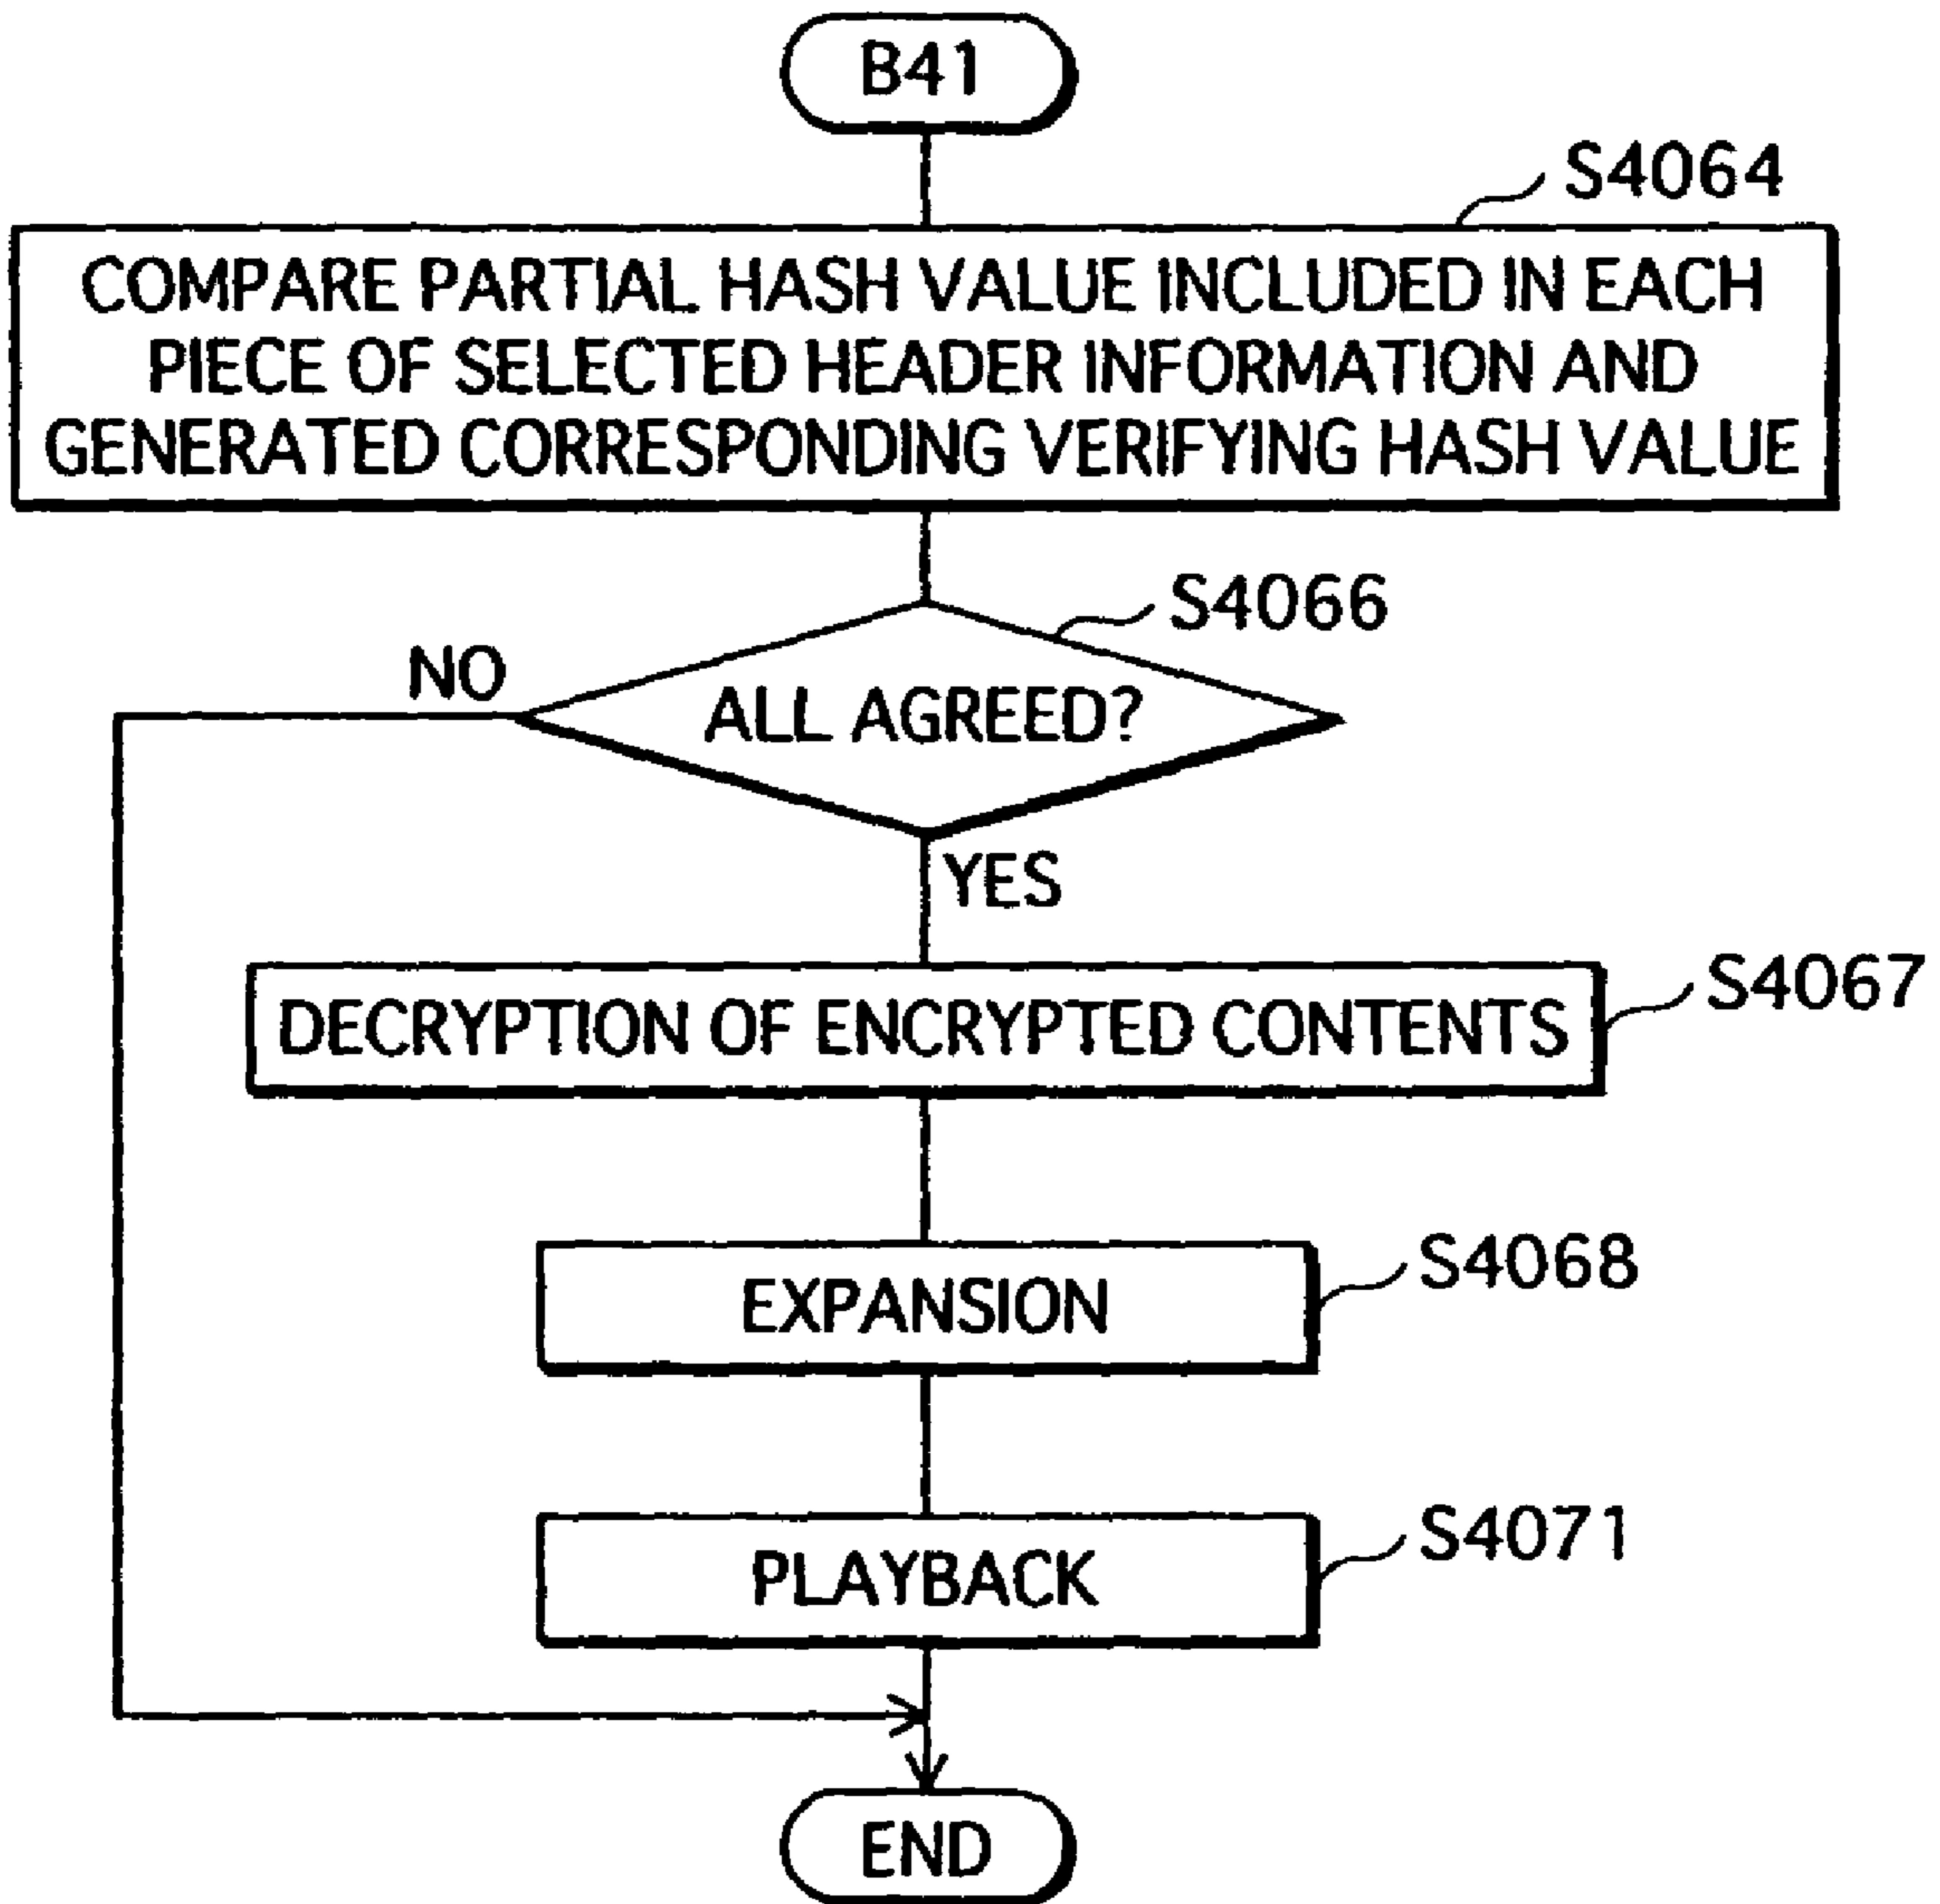 B41
S4064
COMPARE PARTIAL HASH VALUE INCLUDED IN EACH
PIECE OF SELECTED HEADER INFORMATION AND
GENERATED CORRESPONDING VERIFYING HASH VALUE
S4066
NO
ALL AGREED?
YES
S4067
DECRYPTION OF ENCRYPTED CONTENTS
S4068
EXPANSION
S4071
PLAYBACK
END